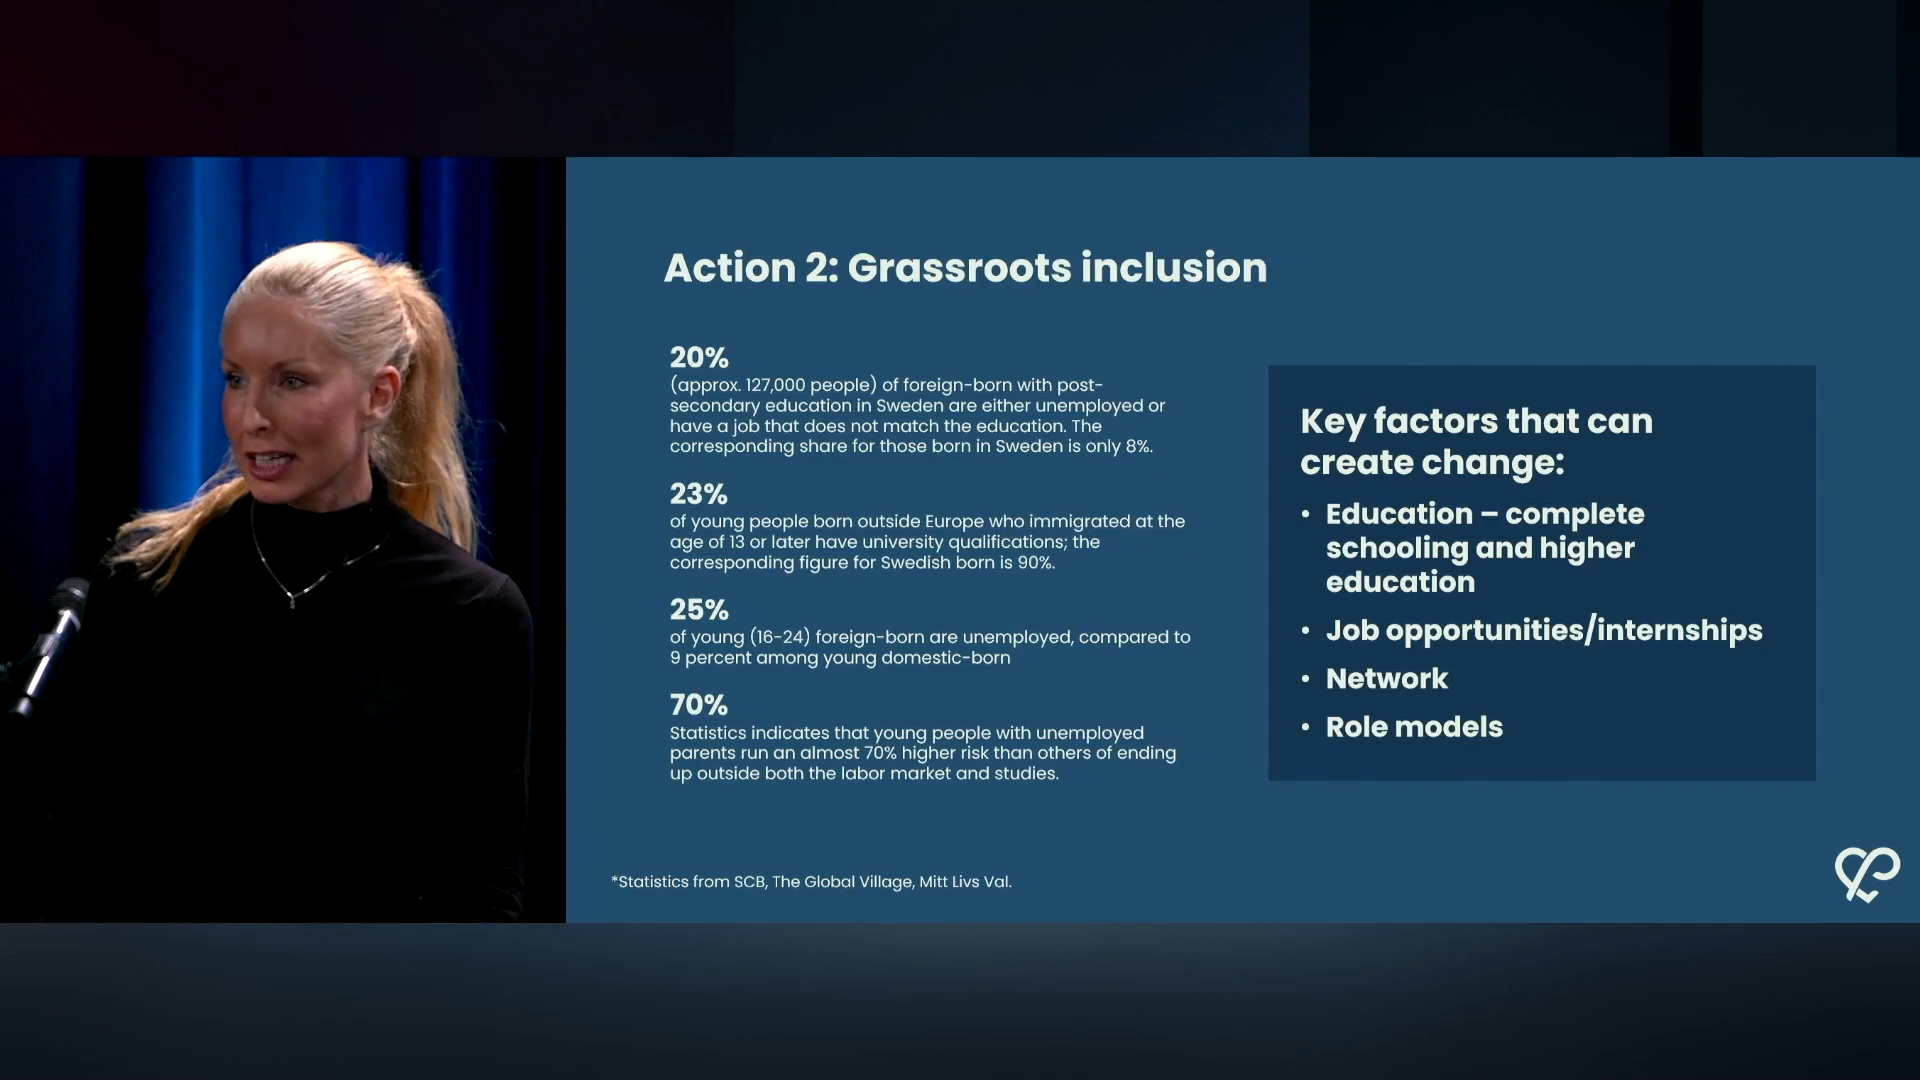 Action 2: Grassroots inclusion
20%
(approx. 127,000 people) of foreign-born with post-
secondary education in Sweden are either unemployed or
have a job that does not match the education. The
corresponding share for those born in Sweden is only 8%.
23%
of young people born outside Europe who immigrated at the
age of 13 or later have university qualifications; the
corresponding figure for Swedish born is 90%.
25%
of young (16-24) foreign-born are unemployed, compared to
9 percent among young domestic-born
70%
Statistics indicates that young people with unemployed
parents run an almost 70% higher risk than others of ending
up outside both the labor market and studies.
Key factors that can
create change:
• Education – complete
schooling and higher
education
• Job opportunities/internships
• Network
• Role models
*Statistics from SCB, The Global Village, Mitt Livs Val.